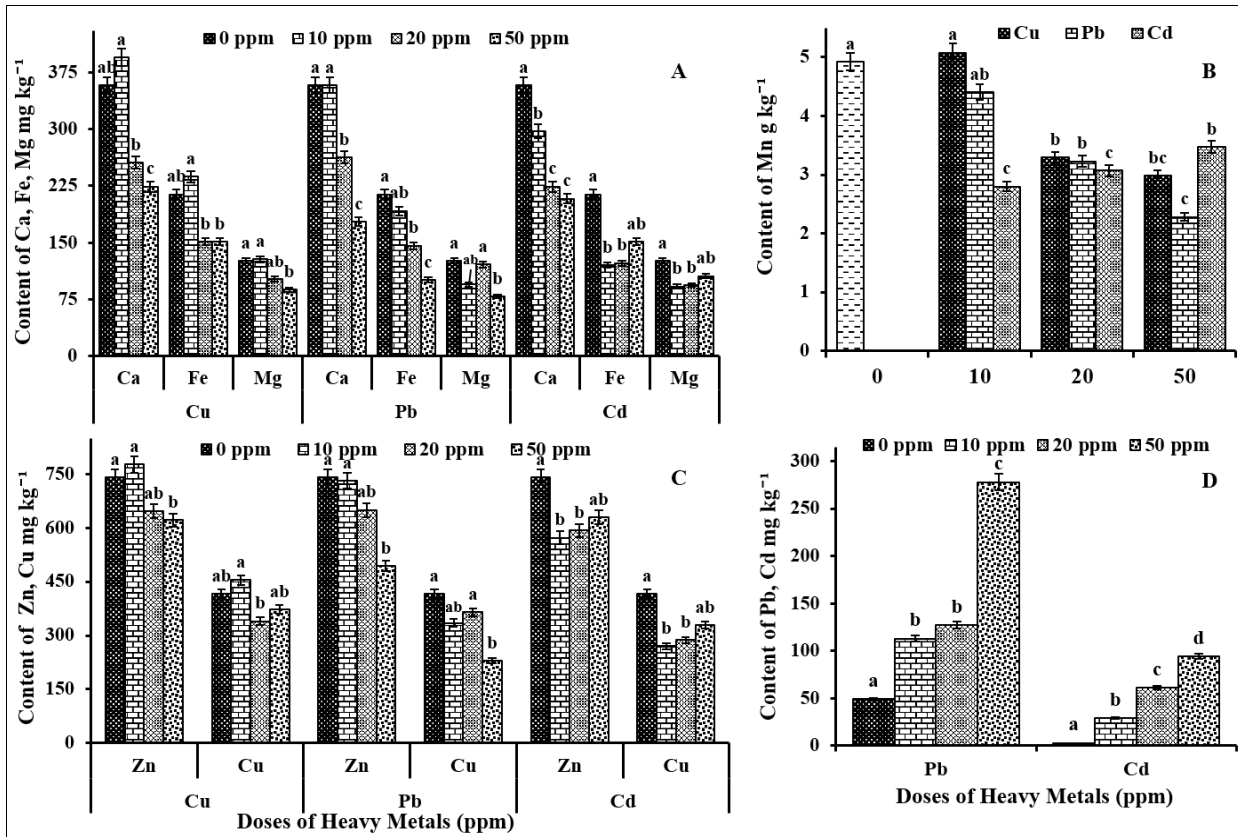 0 ppm 10 ppm 20 ppm 50 ppm
A
Content of Ca, Fe, Mg mg kg⁻¹
375
300
225
150
75
0
ab a b c ab a b b a a ab b
a a b c a ab b c a ab a b
a b c c a b b ab a b b ab
Ca Fe Mg Ca Fe Mg Ca Fe Mg
Cu Pb Cd
Cu Pb Cd
B
Content of Mn g kg⁻¹
5
4
3
2
1
0
a a ab c b b c bc c b
0 10 20 50
0 ppm 10 ppm 20 ppm 50 ppm
C
Content of Zn, Cu mg kg⁻¹
750
600
450
300
150
0
a a ab b ab a b ab
a a ab b a ab a b
a b b ab a b b ab
Zn Cu Zn Cu Zn Cu
Cu Pb Cd
Doses of Heavy Metals (ppm)
0 ppm 10 ppm 20 ppm 50 ppm
D
Content of Pb, Cd mg kg⁻¹
300
250
200
150
100
50
0
a b b c a b c d
Pb Cd
Doses of Heavy Metals (ppm)